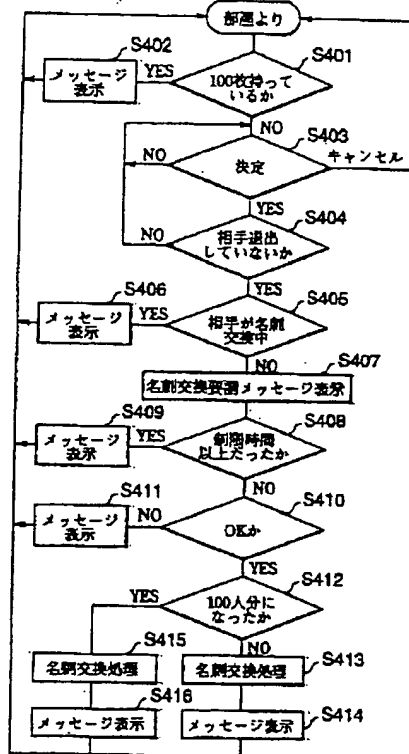 部選より
S402
S401
メッセージ
表示
YES
100枚持って
いるか
NO
S403
NO
決定
キャンセル
YES
S404
NO
相手退出
していないか
YES
S406
S405
メッセージ
表示
YES
相手が名刺
交換中
NO
S407
名刺交換要請メッセージ表示
S409
S408
メッセージ
表示
YES
制限時間
以上だったか
NO
S411
S410
メッセージ
表示
NO
OKか
YES
S412
YES
100人分に
なったか
S415
NO
名刺交換処理
名刺交換処理
S413
S416
メッセージ表示
メッセージ表示
S414